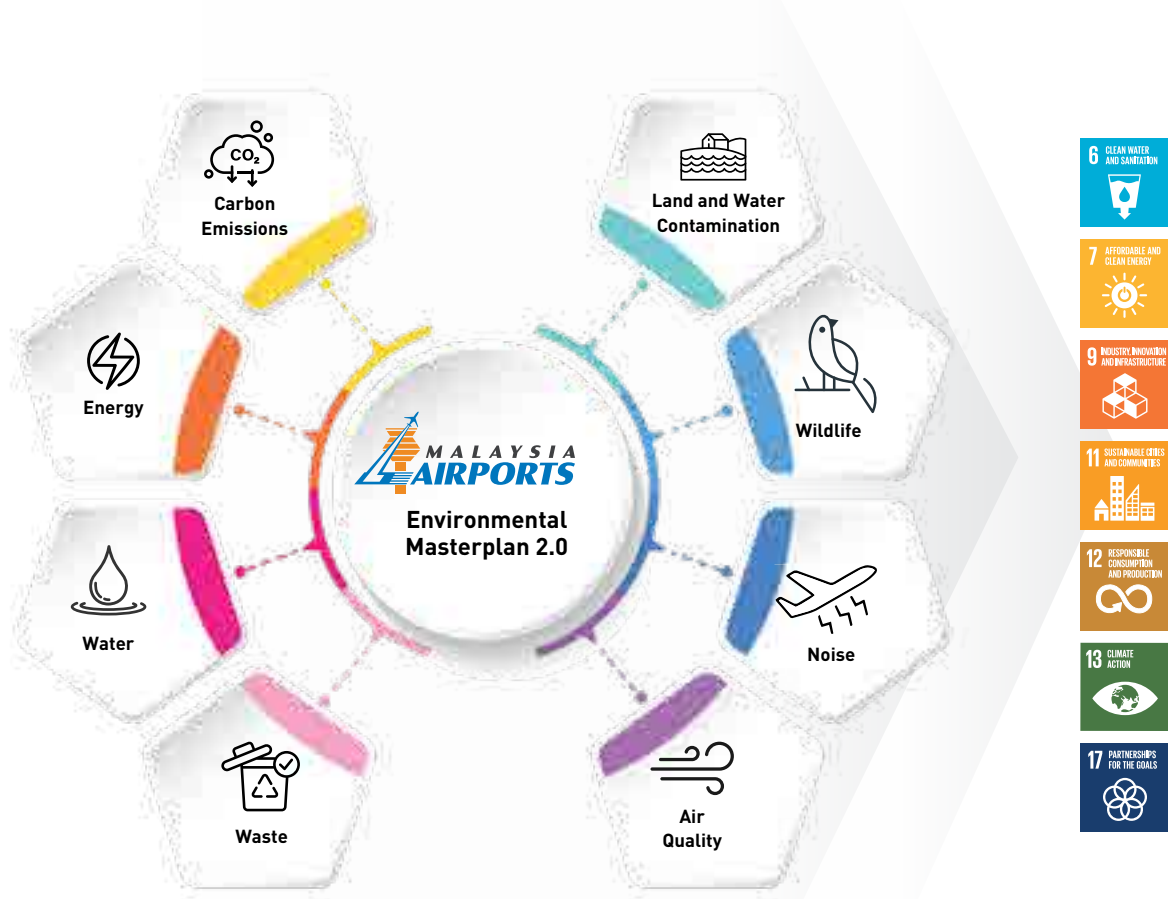 CO₂
Carbon
Emissions
Land and Water
Contamination
Energy
Wildlife
MALAYSIA
AIRPORTS
Environmental
Masterplan 2.0
Water
Noise
Waste
Air
Quality
6 CLEAN WATER
AND SANITATION
7 AFFORDABLE AND
CLEAN ENERGY
9 INDUSTRY, INNOVATION
AND INFRASTRUCTURE
11 SUSTAINABLE CITIES
AND COMMUNITIES
12 RESPONSIBLE
CONSUMPTION
AND PRODUCTION
13 CLIMATE
ACTION
17 PARTNERSHIPS
FOR THE GOALS